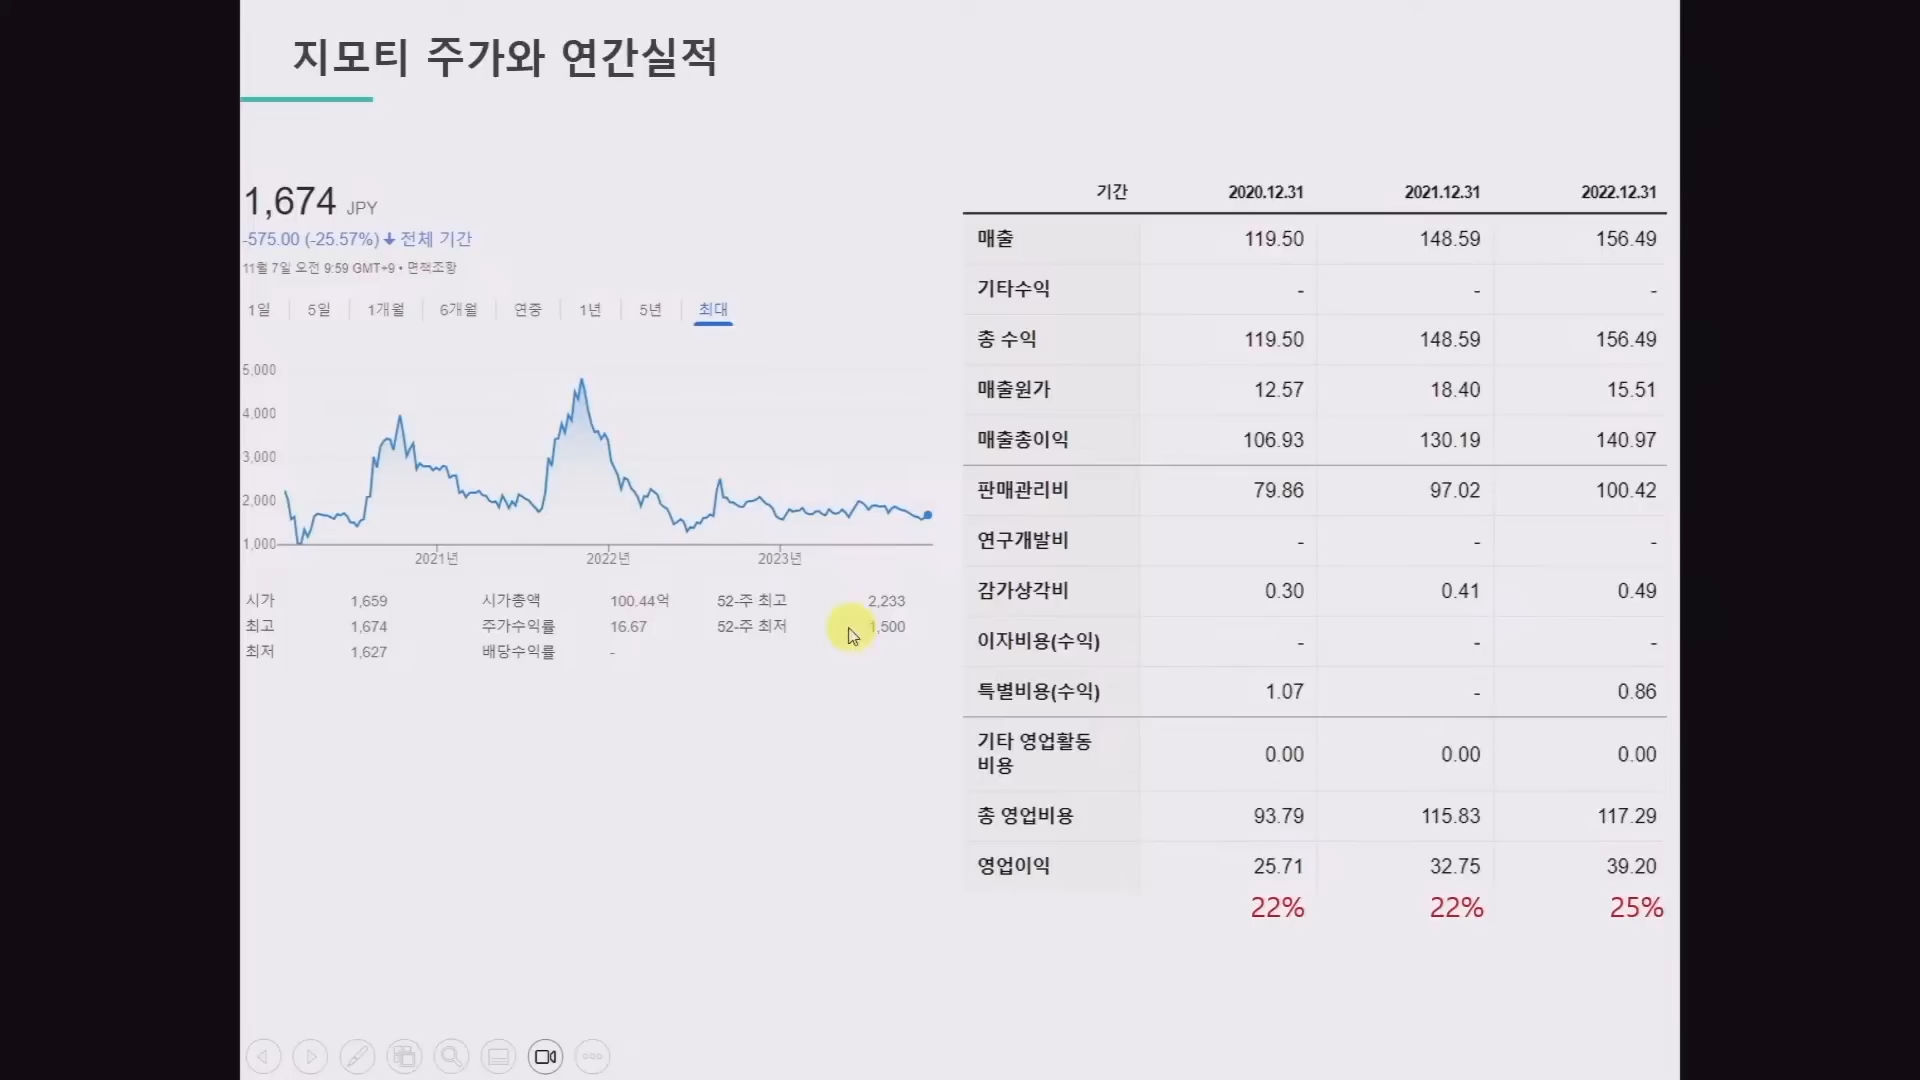 지모티 주가와 연간실적
1,674 JPY
-575.00 (-25.57%) 전체 기간
11월 7일 오전 9:59 GMT+9 • 면책조항
1일 5일 1개월 6개월 연중 1년 5년 최대
5,000
4,000
3,000
2,000
1,000
2021년 2022년 2023년
시가 1,659 시가총액 100.44억 52-주 최고 2,233
최고 1,674 주가수익률 16.67 52-주 최저 1,500
최저 1,627 배당수익률 -
기간 2020.12.31 2021.12.31 2022.12.31
매출 119.50 148.59 156.49
기타수익 - - -
총 수익 119.50 148.59 156.49
매출원가 12.57 18.40 15.51
매출총이익 106.93 130.19 140.97
판매관리비 79.86 97.02 100.42
연구개발비 - - -
감가상각비 0.30 0.41 0.49
이자비용(수익) - - -
특별비용(수익) 1.07 - 0.86
기타 영업활동
비용 0.00 0.00 0.00
총 영업비용 93.79 115.83 117.29
영업이익 25.71 32.75 39.20
22% 22% 25%